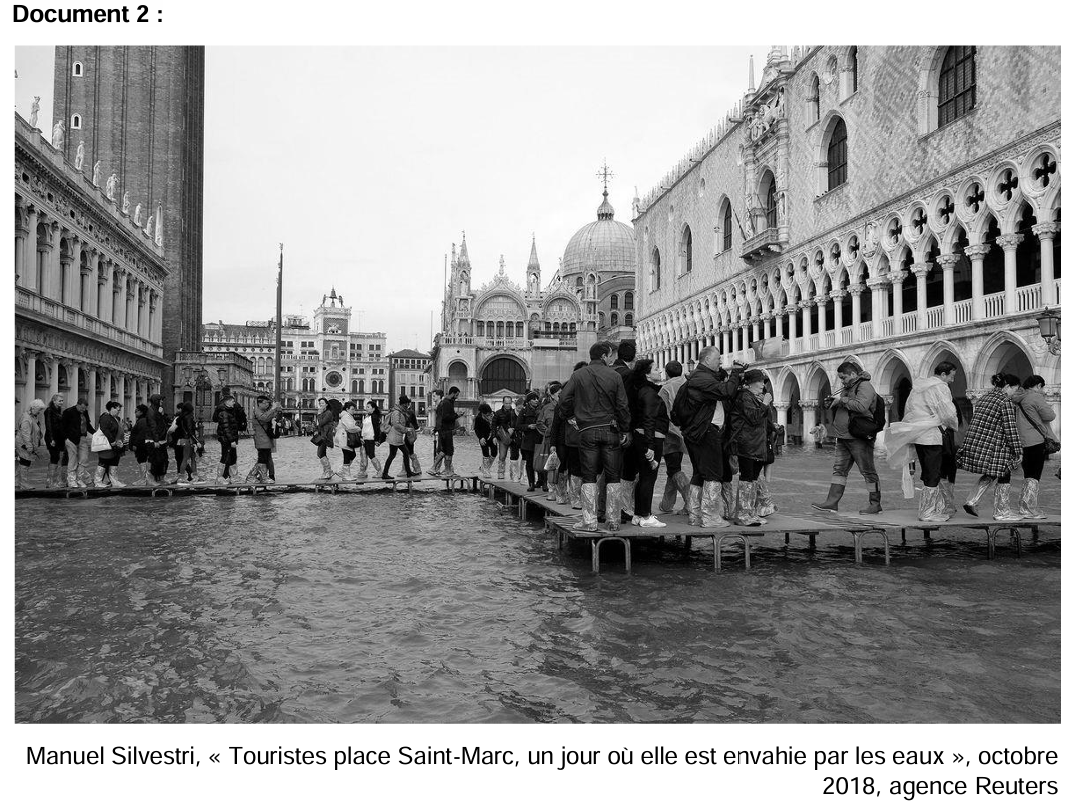 Document 2 :
Manuel Silvestri, « Touristes place Saint-Marc, un jour où elle est envahie par les eaux », octobre
2018, agence Reuters